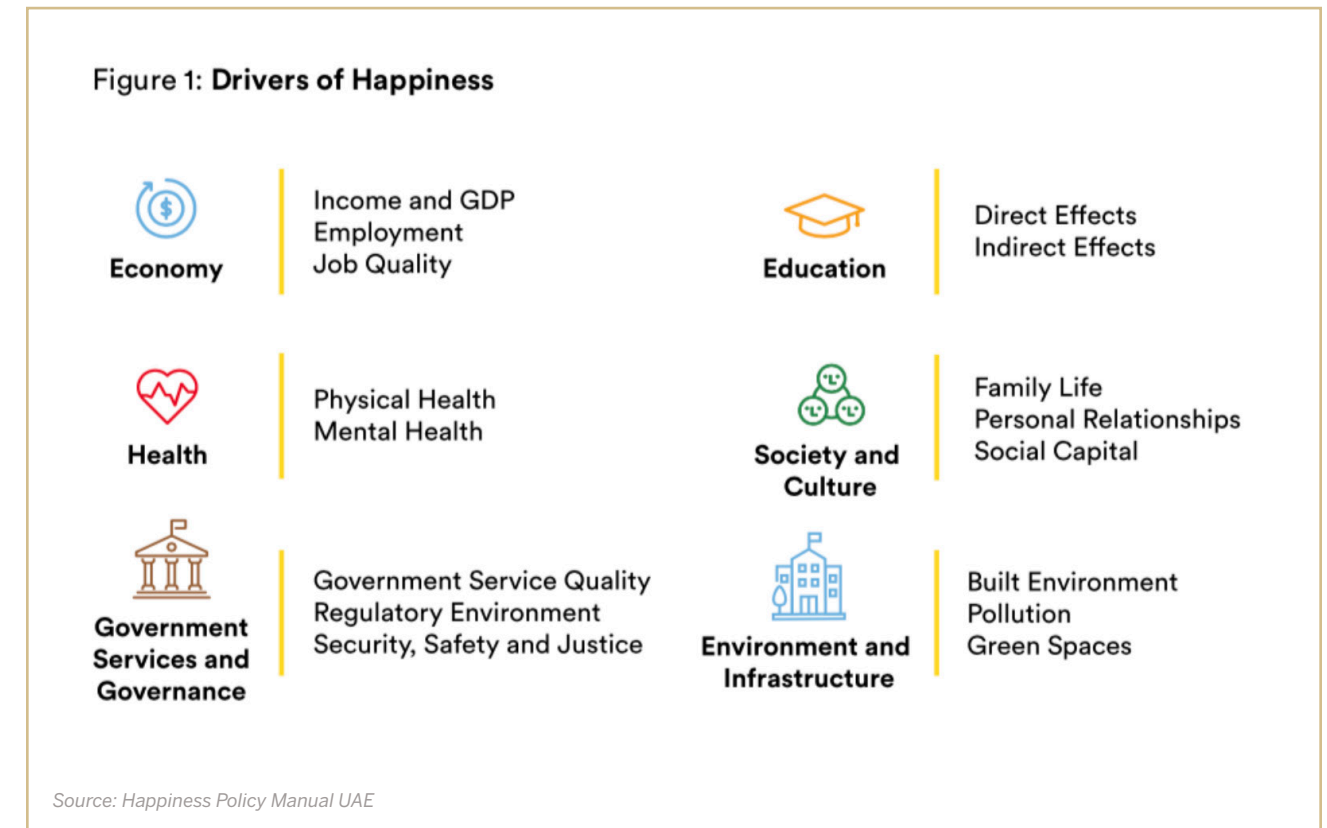 Figure 1: Drivers of Happiness
Economy
Income and GDP
Employment
Job Quality
Education
Direct Effects
Indirect Effects
Health
Physical Health
Mental Health
Society and
Culture
Family Life
Personal Relationships
Social Capital
Government
Services and
Governance
Government Service Quality
Regulatory Environment
Security, Safety and Justice
Environment and
Infrastructure
Built Environment
Pollution
Green Spaces
Source: Happiness Policy Manual UAE